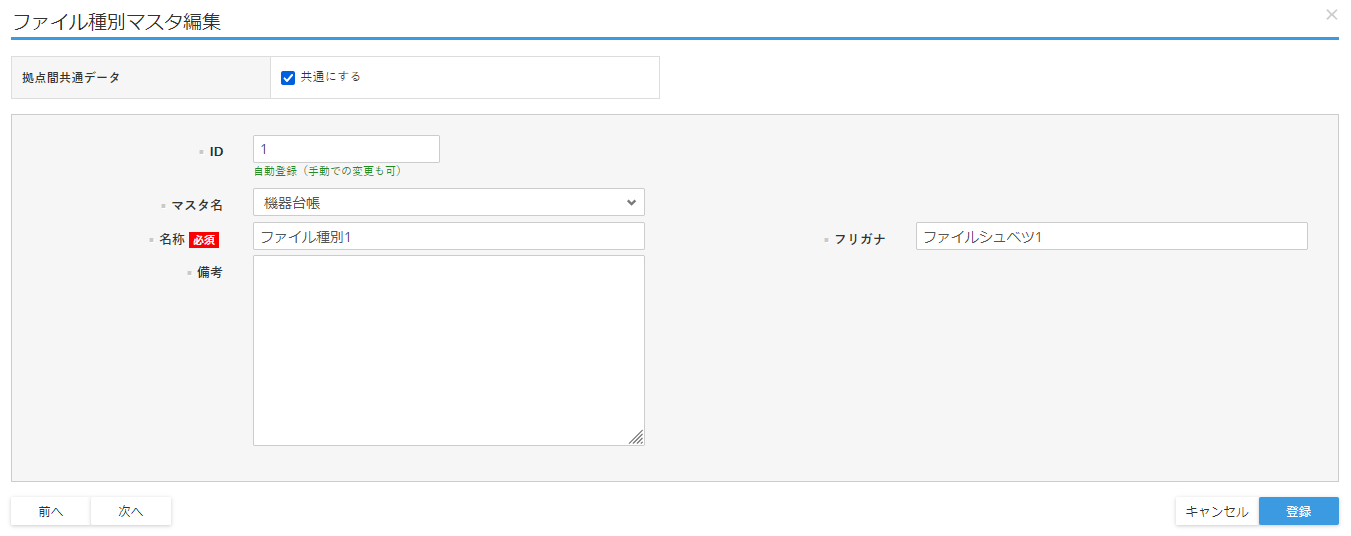 ファイル種別マスタ編集
拠点間共通データ 共通にする
ID 1
自動登録（手動での変更も可）
マスタ名 機器台帳
名称 必須 ファイル種別1 フリガナ ファイルシュベツ1
備考
前へ 次へ キャンセル 登録